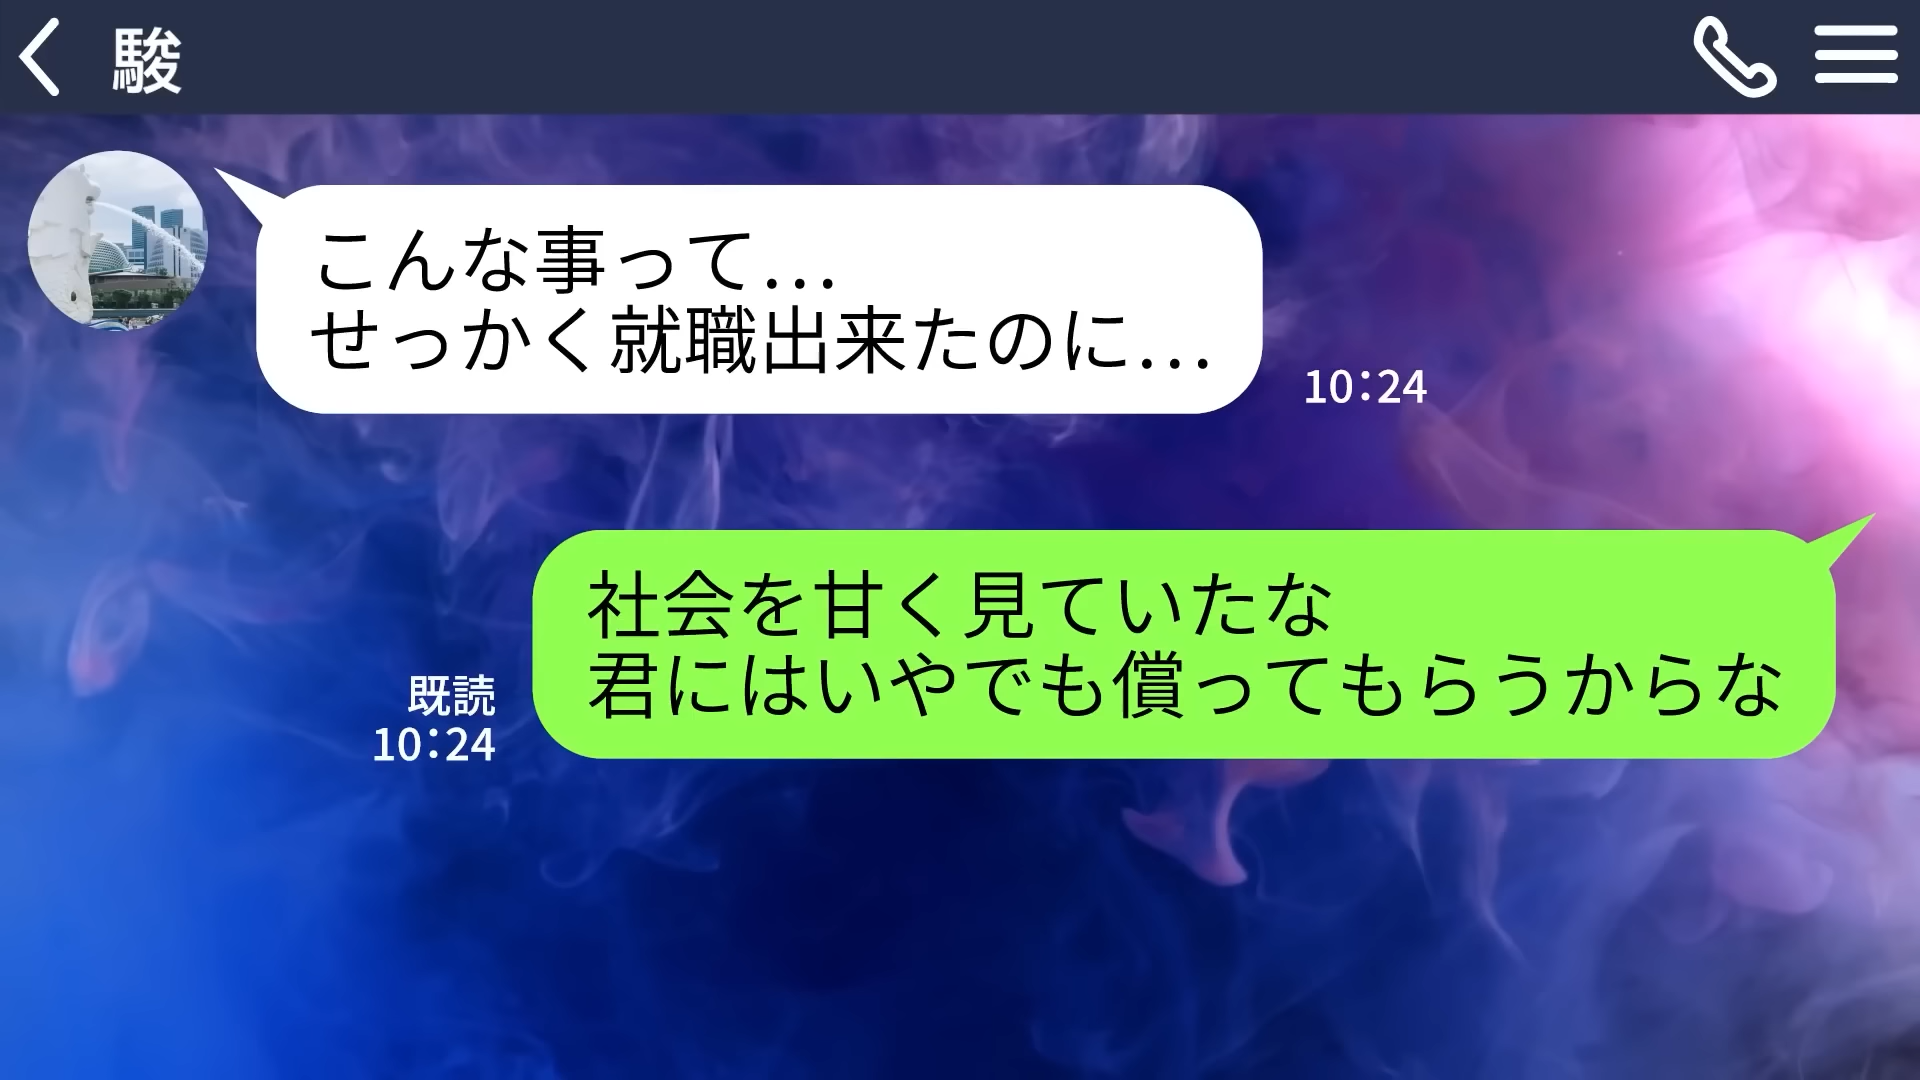 駿
こんな事って…
せっかく就職出来たのに…
10:24
社会を甘く見ていたな
君にはいやでも償ってもらうからな
既読
10:24